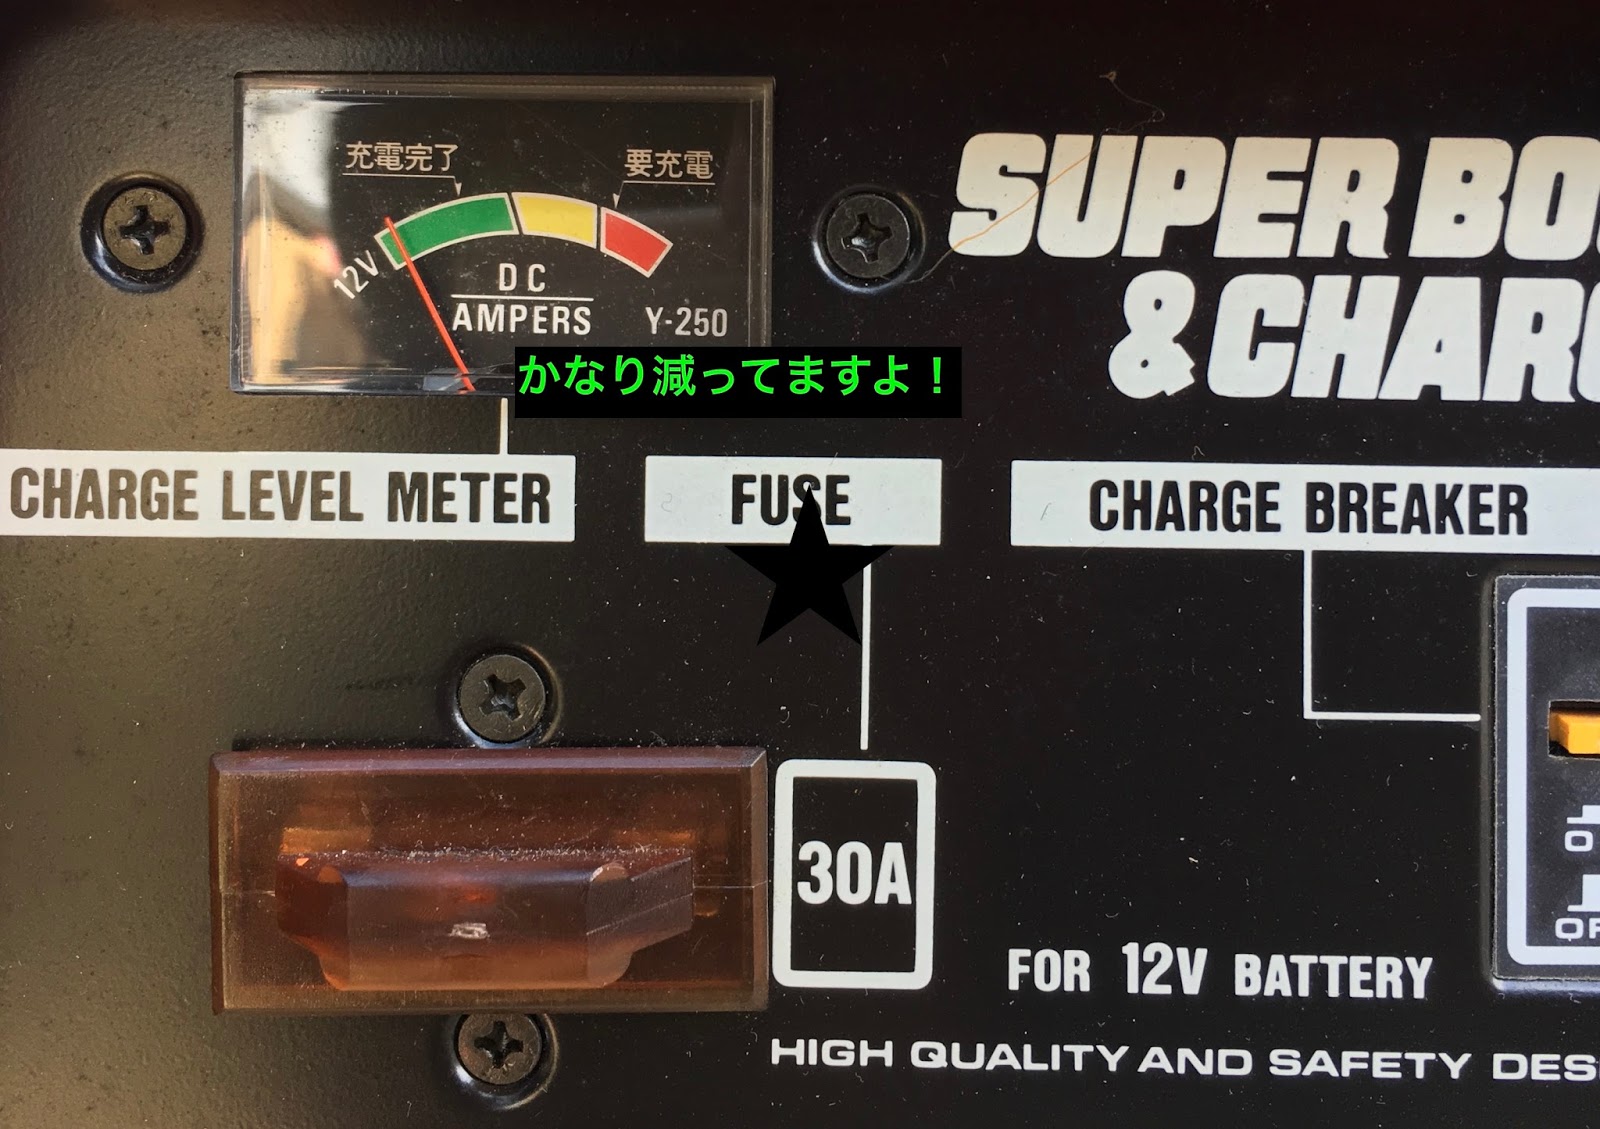 充電完了
要充電
12V
DC
AMPERS
Y-250
かなり減ってますよ！
SUPER BO
& CHAR
CHARGE LEVEL METER
FUSE
CHARGE BREAKER
30A
FOR 12V BATTERY
HIGH QUALITY AND SAFETY DES